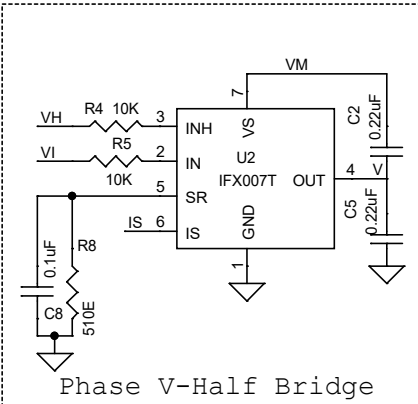 VM
7
C2
0.22uF
VH
R4 10K
3
INH
VS
VI
R5
2
IN
U2
10K
IFX007T
OUT
4
V
5
SR
C5
0.22uF
IS
6
IS
GND
0.1uF
R8
1
C8
510E
Phase V-Half Bridge